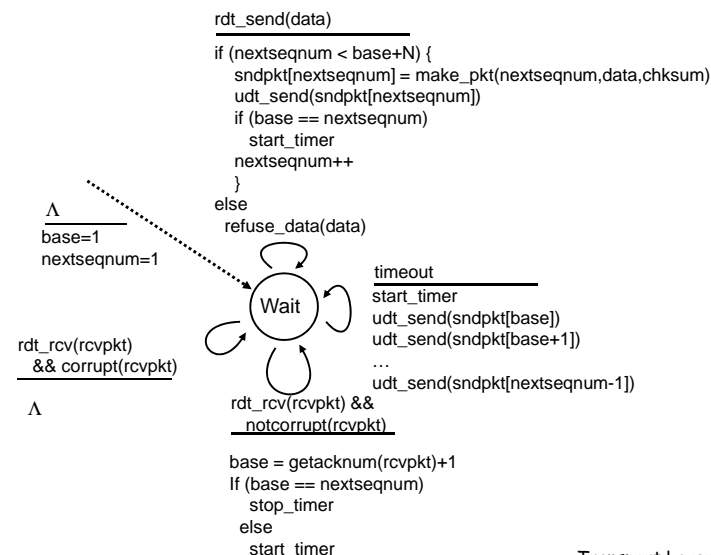 rdt_send(data)
if (nextseqnum < base+N) {
sndpkt[nextseqnum] = make_pkt(nextseqnum,data,chksum)
udt_send(sndpkt[nextseqnum])
if (base == nextseqnum)
start_timer
nextseqnum++
}
else
refuse_data(data)
Λ
base=1
nextseqnum=1
Wait
timeout
start_timer
udt_send(sndpkt[base])
udt_send(sndpkt[base+1])
…
udt_send(sndpkt[nextseqnum-1])
rdt_rcv(rcvpkt)
&& corrupt(rcvpkt)
Λ
rdt_rcv(rcvpkt) &&
notcorrupt(rcvpkt)
base = getacknum(rcvpkt)+1
If (base == nextseqnum)
stop_timer
else
start_timer